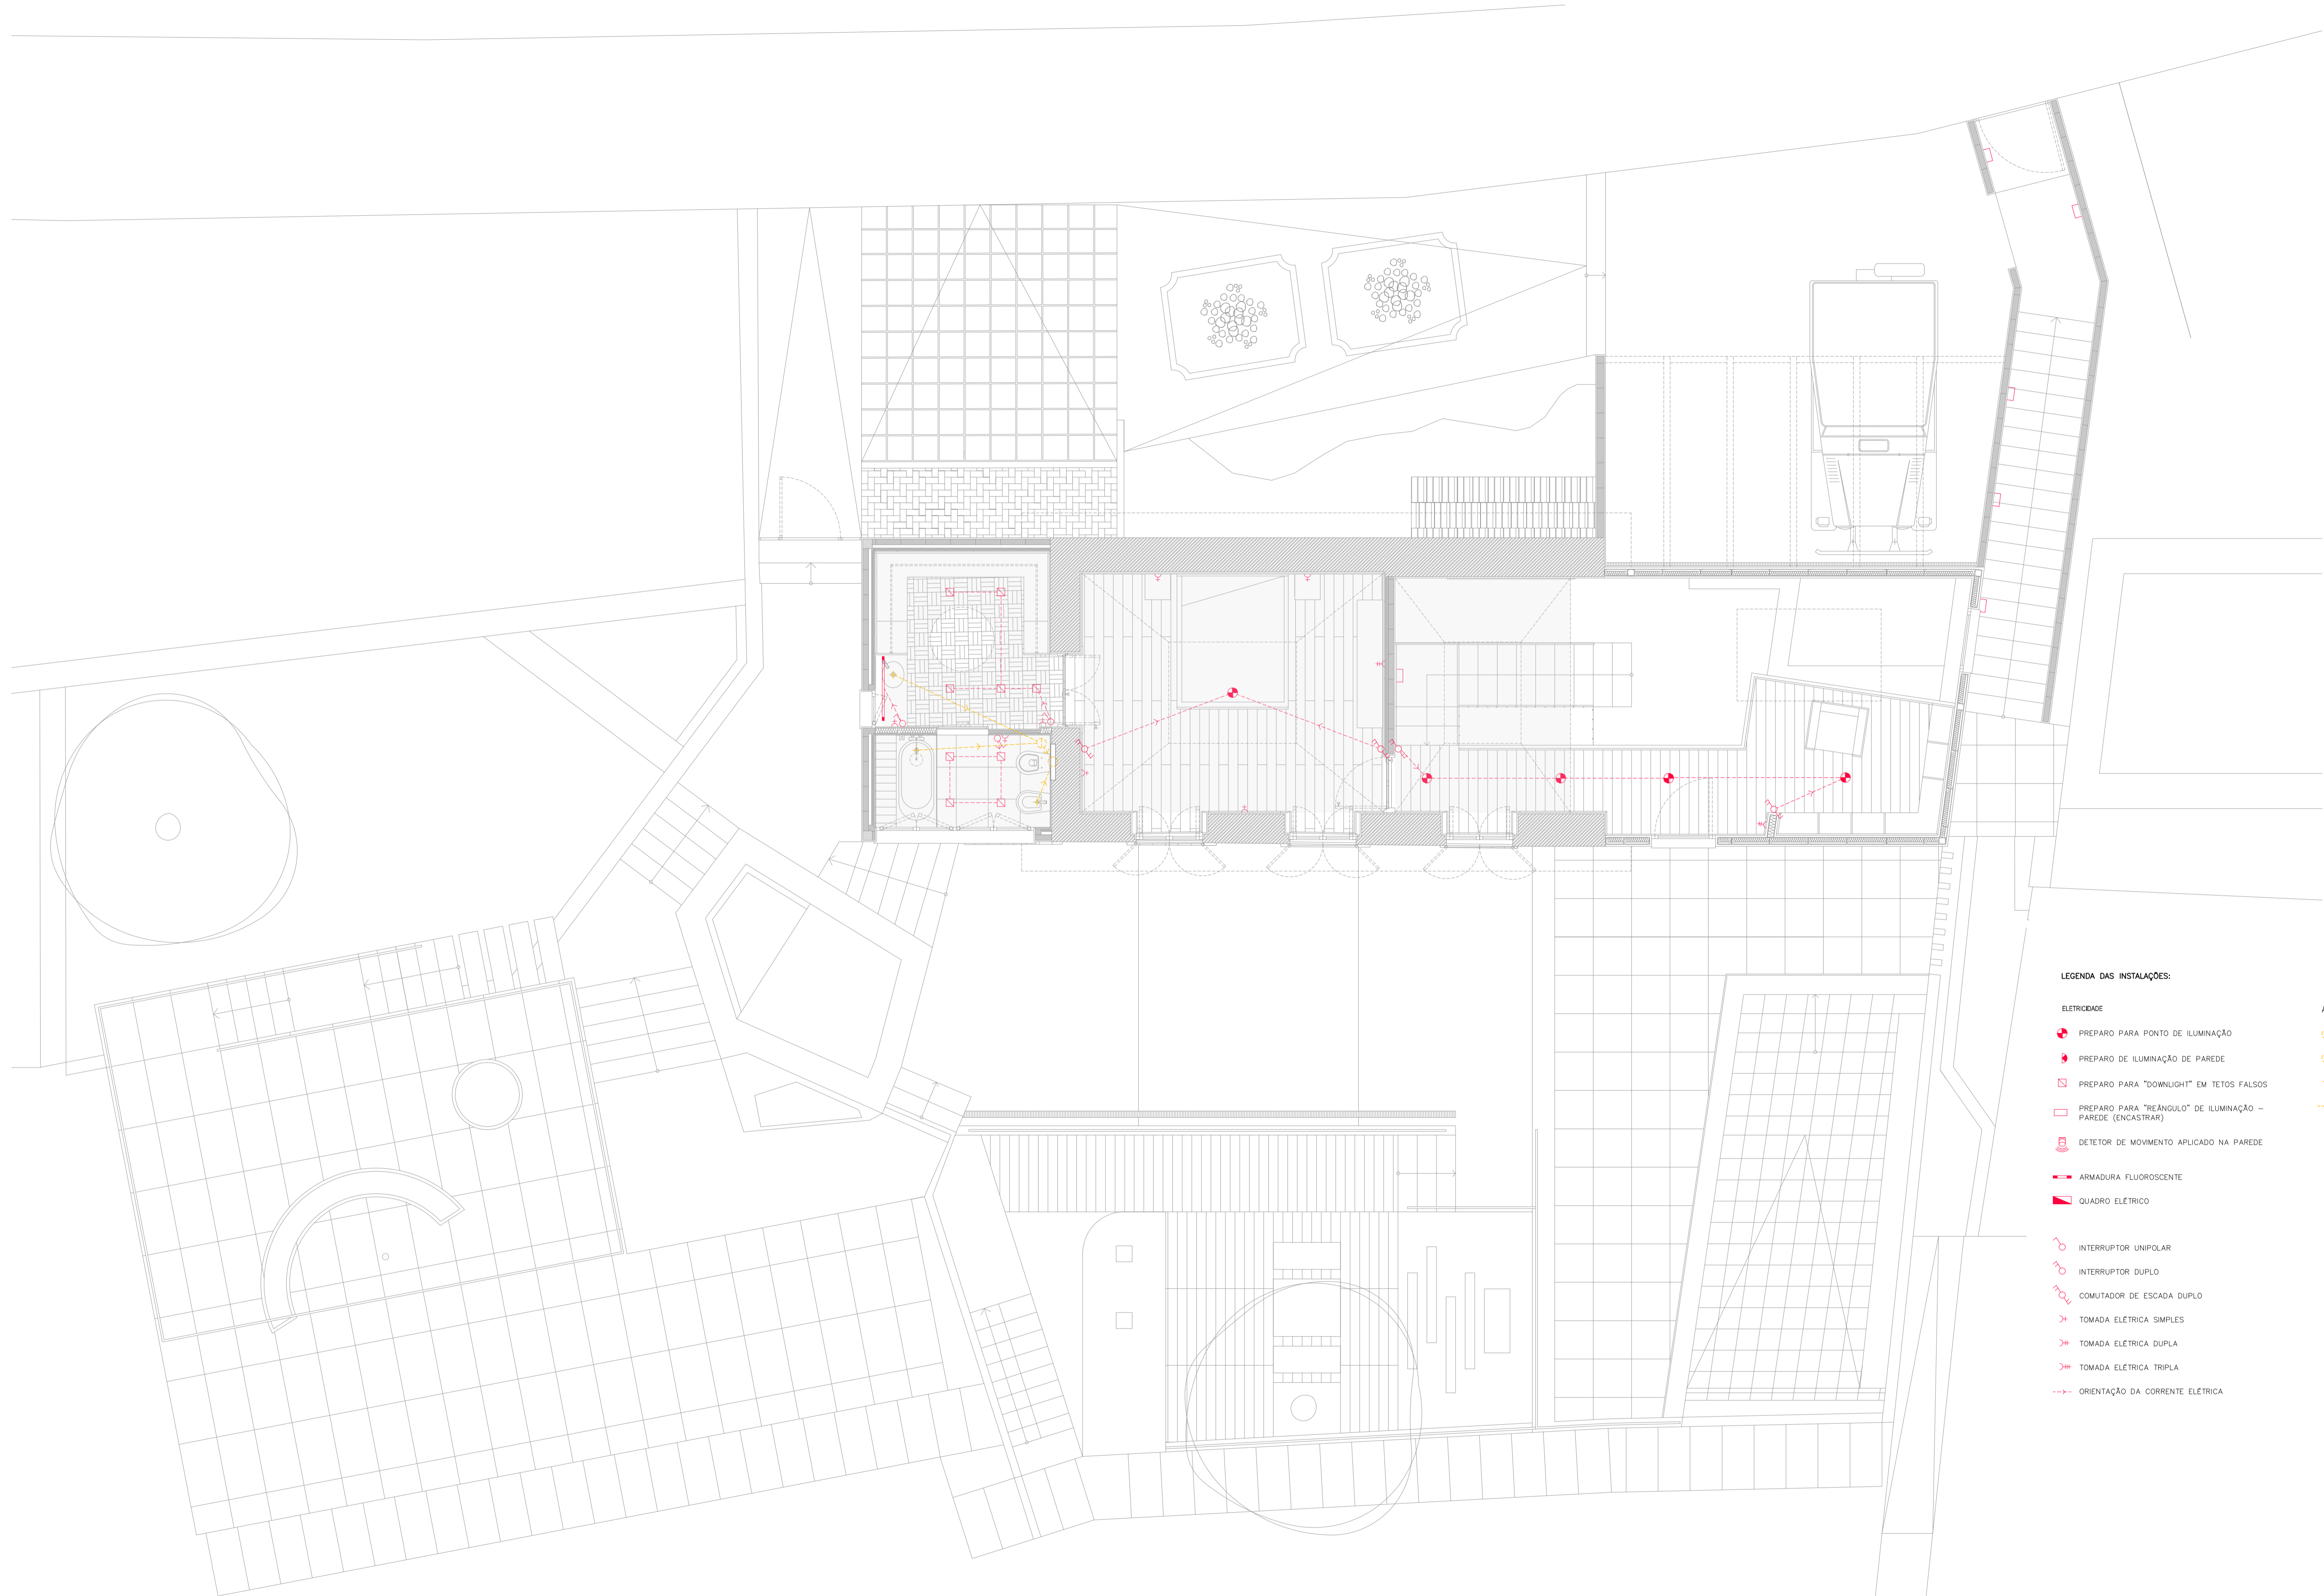 LEGENDA DAS INSTALAÇÕES:
ELETRICIDADE
PREPARO PARA PONTO DE ILUMINAÇÃO
PREPARO DE ILUMINAÇÃO DE PAREDE
PREPARO PARA "DOWNLIGHT" EM TETOS FALSOS
PREPARO PARA "REÂNGULO" DE ILUMINAÇÃO –
PAREDE (ENCASTRAR)
DETETOR DE MOVIMENTO APLICADO NA PAREDE
ARMADURA FLUOROSCENTE
QUADRO ELÉTRICO
INTERRUPTOR UNIPOLAR
INTERRUPTOR DUPLO
COMUTADOR DE ESCADA DUPLO
TOMADA ELÉTRICA SIMPLES
TOMADA ELÉTRICA DUPLA
TOMADA ELÉTRICA TRIPLA
ORIENTAÇÃO DA CORRENTE ELÉTRICA